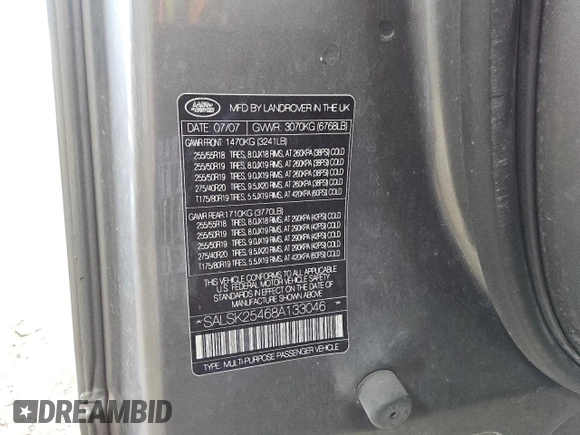 LAND ROVER
MFD BY LANDROVER IN THE UK
DATE: 07/07 GVWR: 3070KG (6768LB)
GAWR FRONT: 1470KG (3241LB)
255/55R18 TIRES, 8.0JX18 RIMS, AT 260KPA (38PSI) COLD
255/50R19 TIRES, 8.0JX19 RIMS, AT 260KPA (38PSI) COLD
255/50R19 TIRES, 9.0JX19 RIMS, AT 260KPA (38PSI) COLD
275/40R20 TIRES, 9.5JX20 RIMS, AT 260KPA (38PSI) COLD
T175/80R19 TIRES, 5.5JX19 RIMS, AT 420KPA (60PSI) COLD
GAWR REAR: 1710KG (3770LB)
255/55R18 TIRES, 8.0JX18 RIMS, AT 290KPA (42PSI) COLD
255/50R19 TIRES, 8.0JX19 RIMS, AT 290KPA (42PSI) COLD
255/50R19 TIRES, 9.0JX19 RIMS, AT 290KPA (42PSI) COLD
275/40R20 TIRES, 9.5JX20 RIMS, AT 290KPA (42PSI) COLD
T175/80R19 TIRES, 5.5JX19 RIMS, AT 420KPA (60PSI) COLD
THIS VEHICLE CONFORMS TO ALL APPLICABLE
U.S. FEDERAL MOTOR VEHICLE SAFETY
STANDARDS IN EFFECT ON THE DATE OF
MANUFACTURE SHOWN ABOVE.
*SALSK25468A133046*
TYPE: MULTI-PURPOSE PASSENGER VEHICLE
DREAMBID